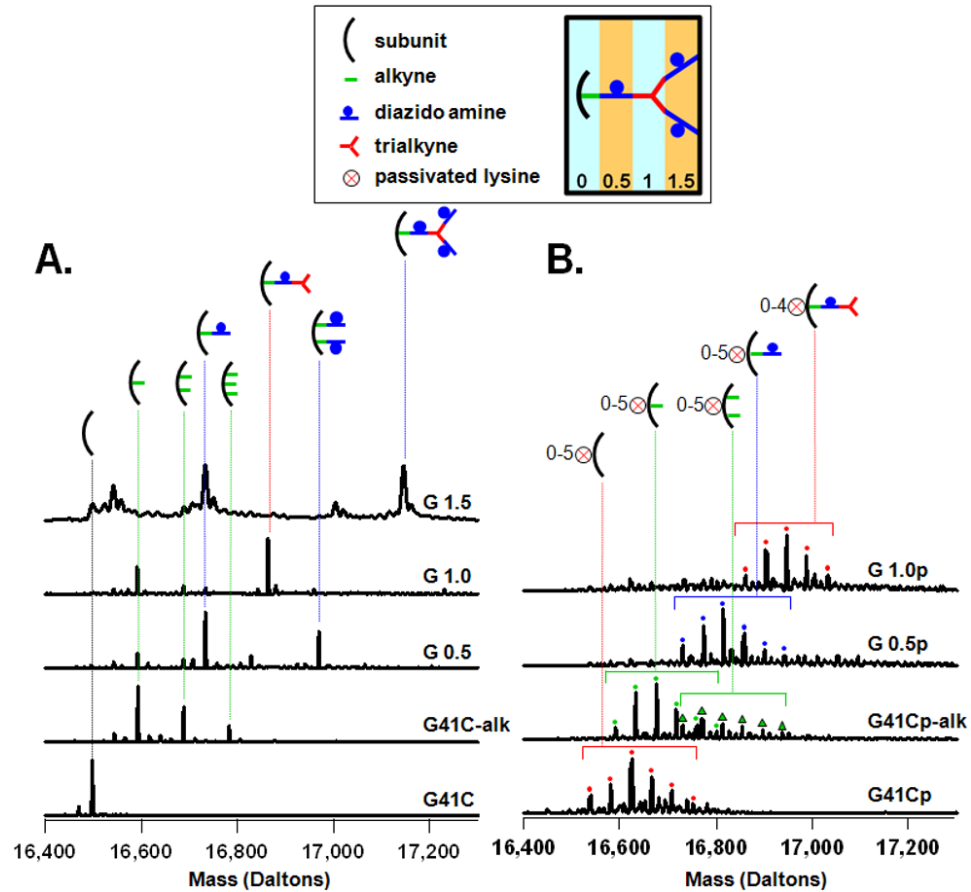 subunit
alkyne
diazido amine
trialkyne
passivated lysine
0 0.5 1 1.5
A.
B.
0-4
0-5
0-5
0-5
0-5
G 1.5
G 1.0
G 0.5
G41C-alk
G41C
16,400 16,600 16,800 17,000 17,200
Mass (Daltons)
G 1.0p
G 0.5p
G41Cp-alk
G41Cp
16,400 16,600 16,800 17,000 17,200
Mass (Daltons)